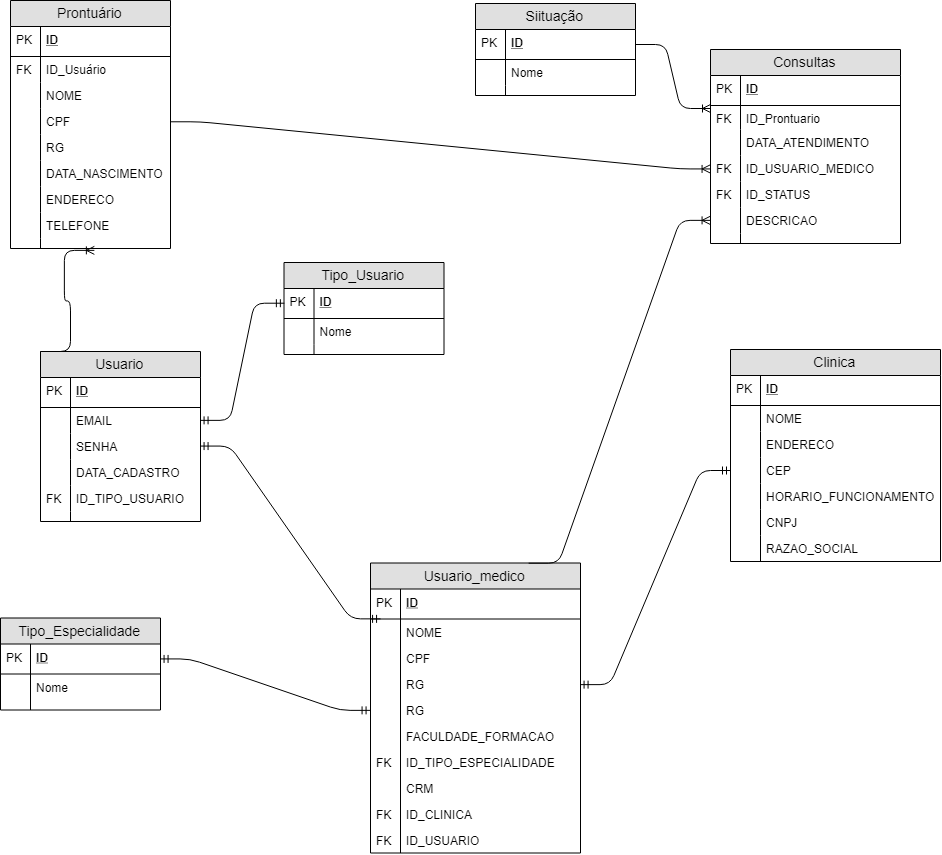 Prontuário
PK ID
FK ID_Usuário
NOME
CPF
RG
DATA_NASCIMENTO
ENDERECO
TELEFONE
Siituação
PK ID
Nome
Consultas
PK ID
FK ID_Prontuario
DATA_ATENDIMENTO
FK ID_USUARIO_MEDICO
FK ID_STATUS
DESCRICAO
Tipo_Usuario
PK ID
Nome
Usuario
PK ID
EMAIL
SENHA
DATA_CADASTRO
FK ID_TIPO_USUARIO
Clinica
PK ID
NOME
ENDERECO
CEP
HORARIO_FUNCIONAMENTO
CNPJ
RAZAO_SOCIAL
Usuario_medico
PK ID
NOME
CPF
RG
RG
FACULDADE_FORMACAO
FK ID_TIPO_ESPECIALIDADE
CRM
FK ID_CLINICA
FK ID_USUARIO
Tipo_Especialidade
PK ID
Nome